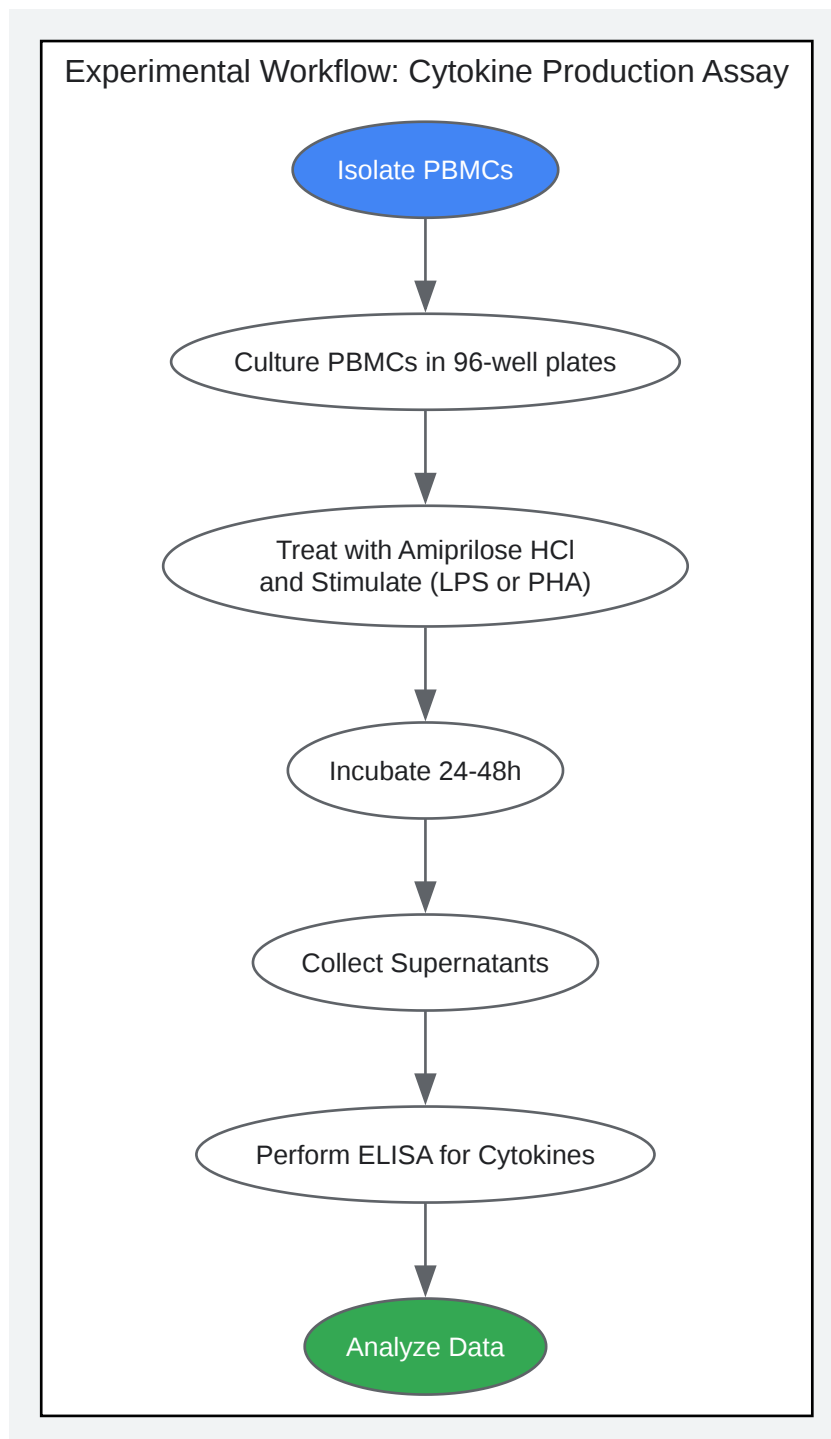 Experimental Workflow: Cytokine Production Assay
Isolate PBMCs
Culture PBMCs in 96-well plates
Treat with Amiprilose HCl
and Stimulate (LPS or PHA)
Incubate 24-48h
Collect Supernatants
Perform ELISA for Cytokines
Analyze Data